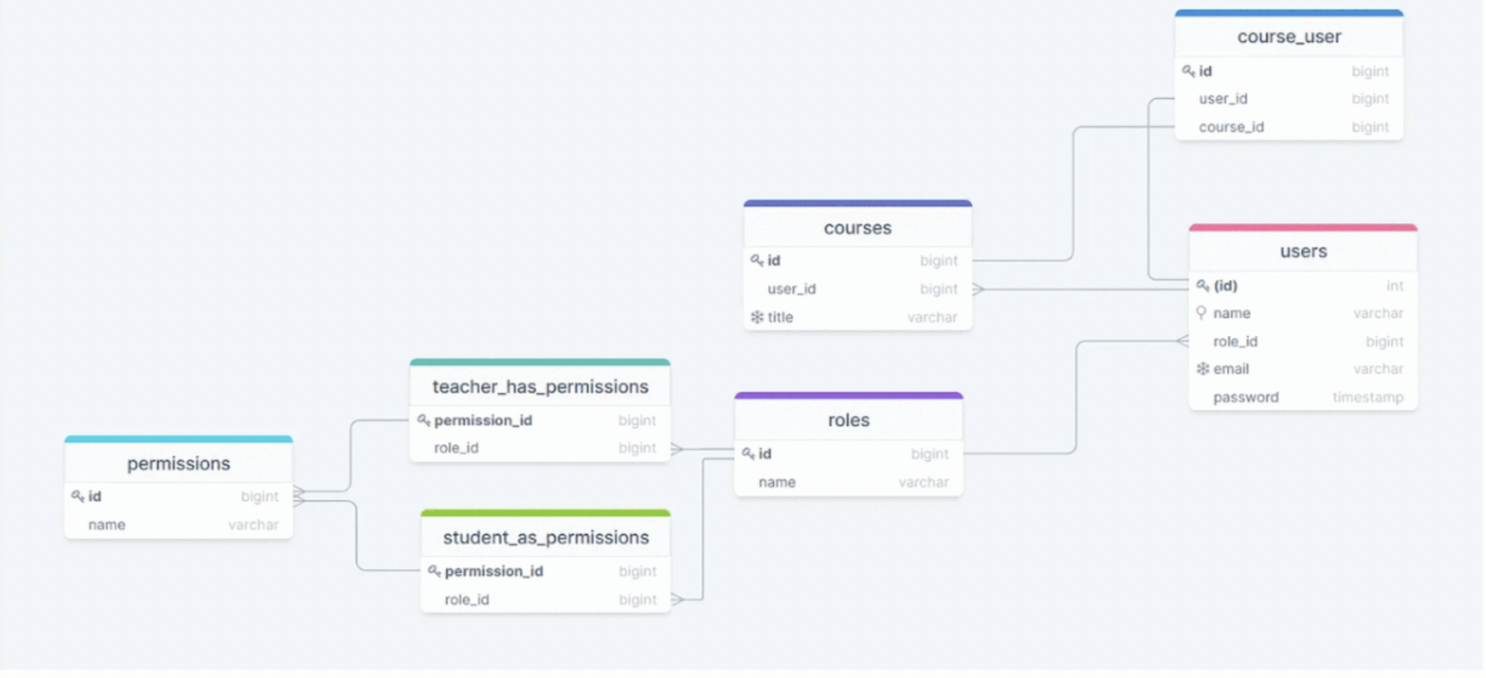 course_user
id bigint
user_id bigint
course_id bigint
courses
id bigint
user_id bigint
title varchar
users
(id) int
name varchar
role_id bigint
email varchar
password timestamp
teacher_has_permissions
permission_id bigint
role_id bigint
roles
id bigint
name varchar
permissions
id bigint
name varchar
student_as_permissions
permission_id bigint
role_id bigint